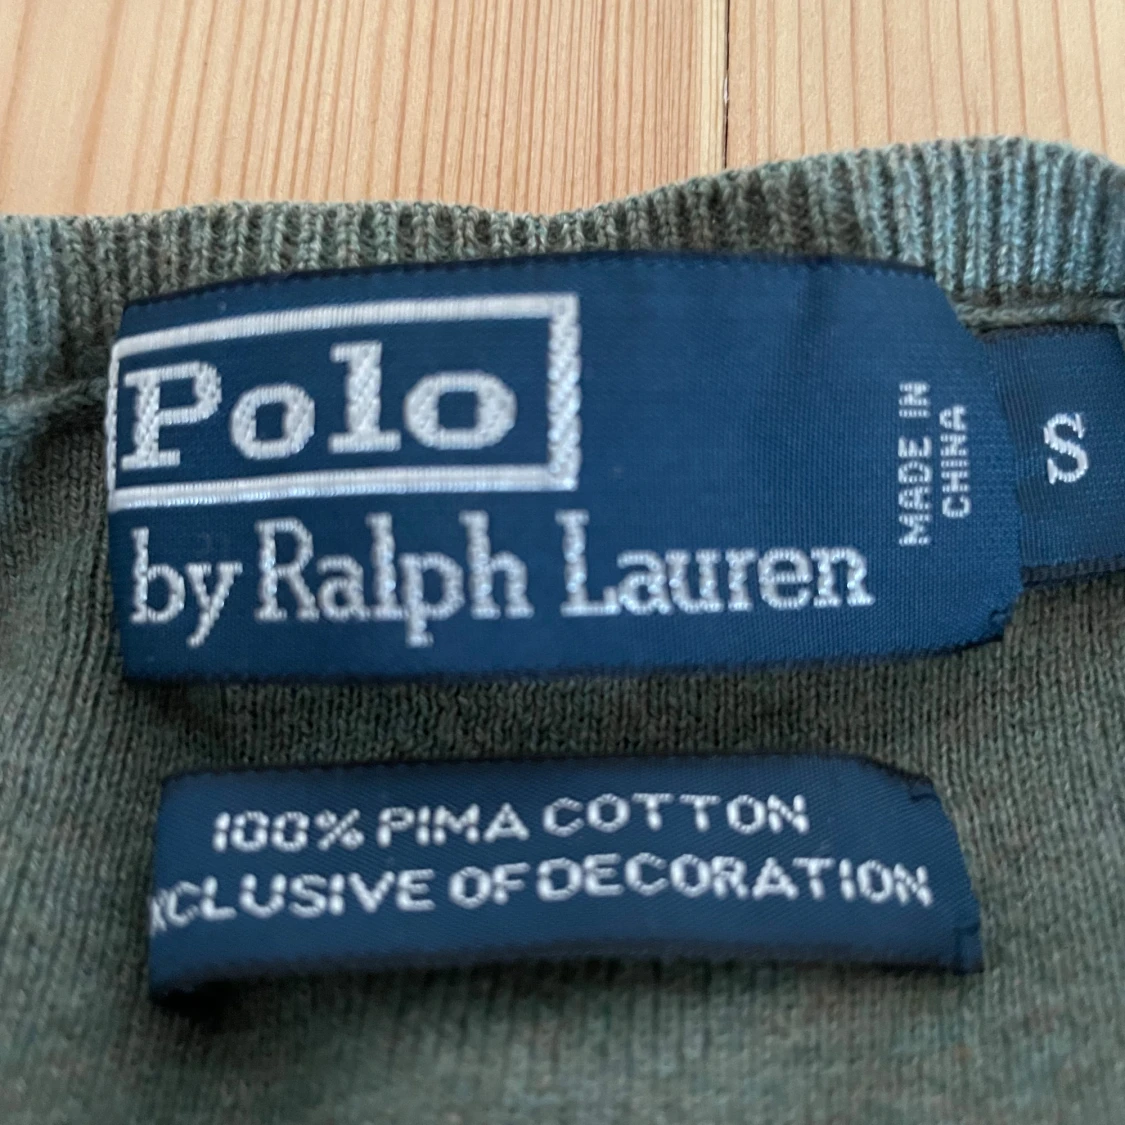 Polo
by Ralph Lauren
MADE IN
CHINA
S
100% PIMA COTTON
XCLUSIVE OF DECORATION